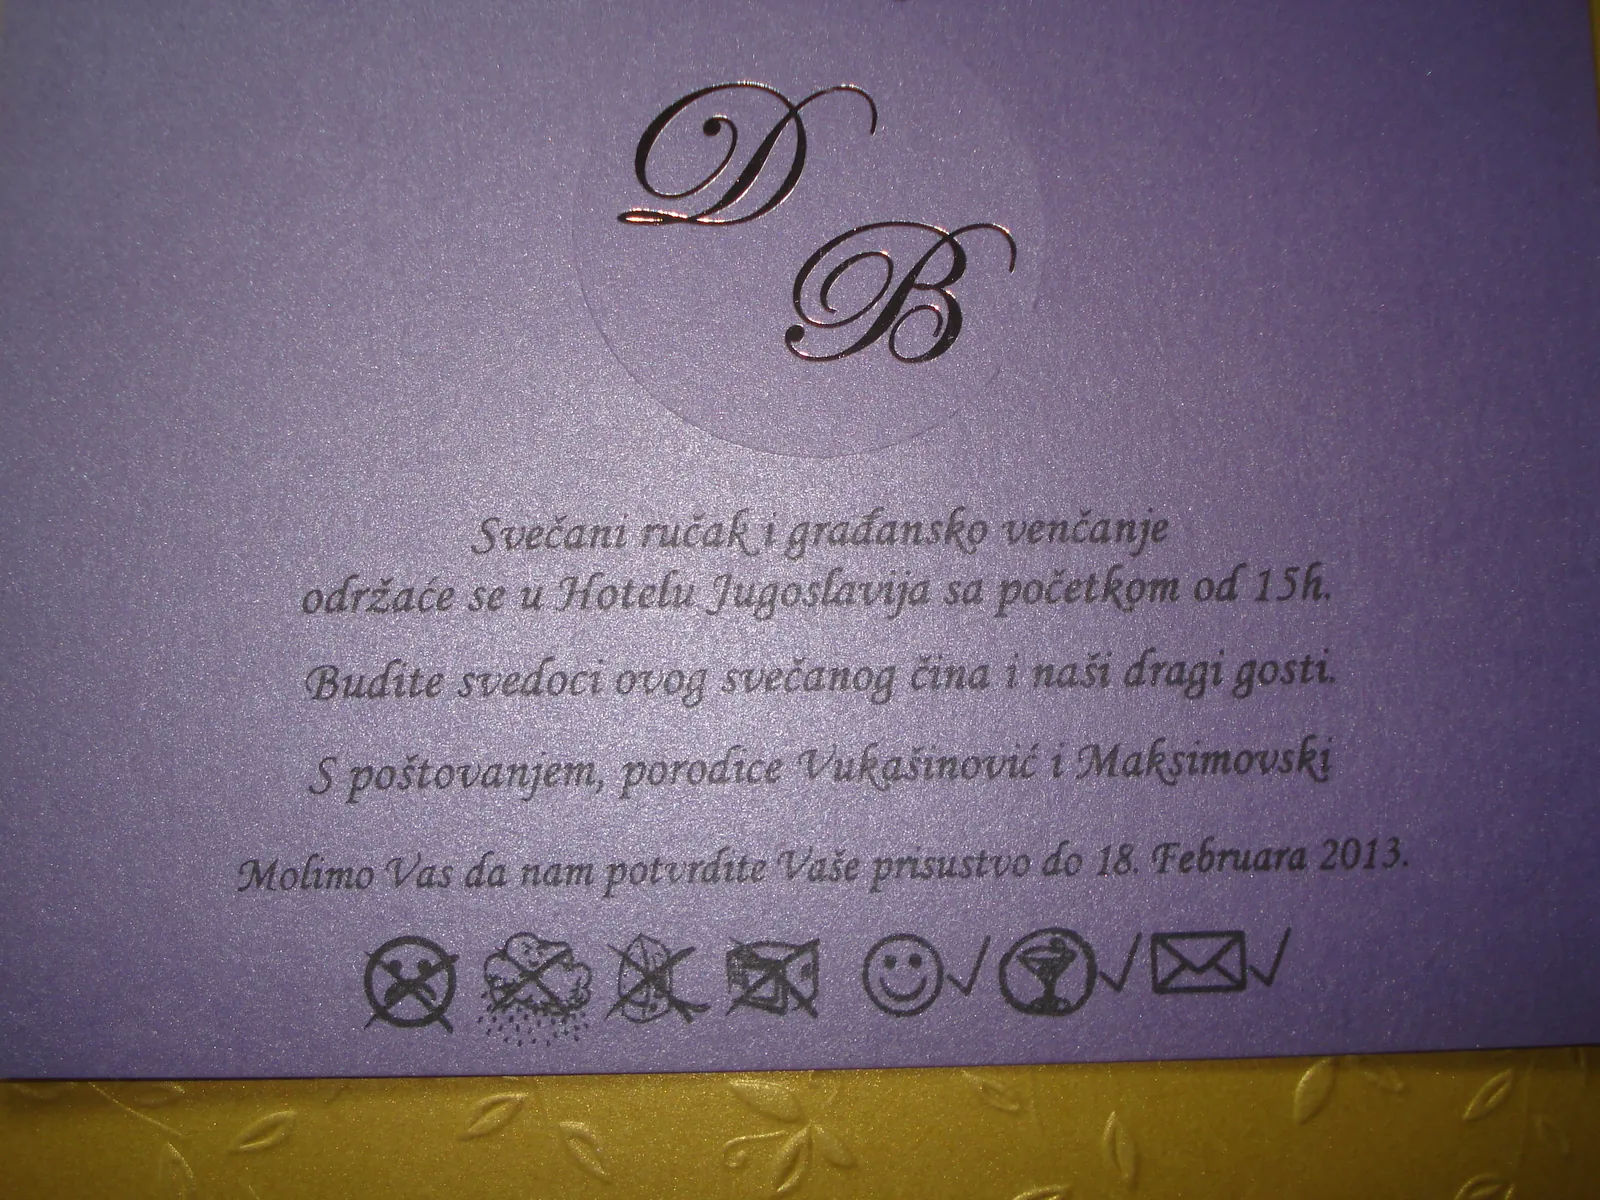 D
B
Svečani ručak i građansko venčanje
održaće se u Hotelu Jugoslavija sa početkom od 15h.
Budite svedoci ovog svečanog čina i naši dragi gosti.
S poštovanjem, porodice Vukašinović i Maksimovski
Molimo Vas da nam potvrdite Vaše prisustvo do 18. Februara 2013.